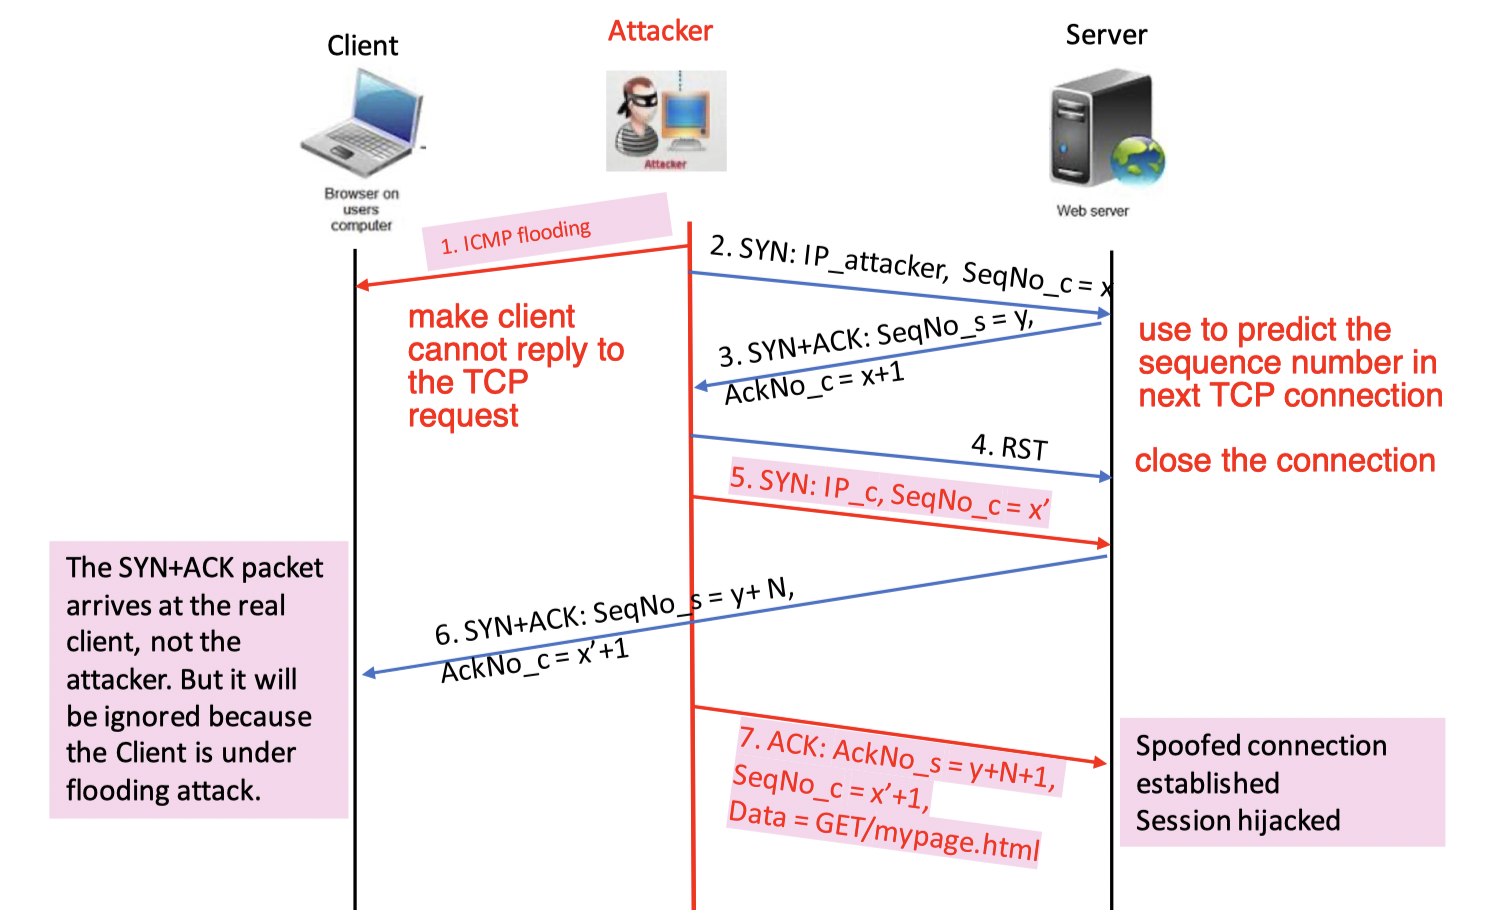 Client
Attacker
Server
Attacker
Browser on
users
computer
Web server
1. ICMP flooding
2. SYN: IP_attacker, SeqNo_c = x
make client
cannot reply to
the TCP
request
3. SYN+ACK: SeqNo_s = y,
AckNo_c = x+1
use to predict the
sequence number in
next TCP connection
4. RST
close the connection
5. SYN: IP_c, SeqNo_c = x’
The SYN+ACK packet
arrives at the real
client, not the
attacker. But it will
be ignored because
the Client is under
flooding attack.
6. SYN+ACK: SeqNo_s = y+ N,
AckNo_c = x’+1
7. ACK: AckNo_s = y+N+1,
SeqNo_c = x’+1,
Data = GET/mypage.html
Spoofed connection
established
Session hijacked